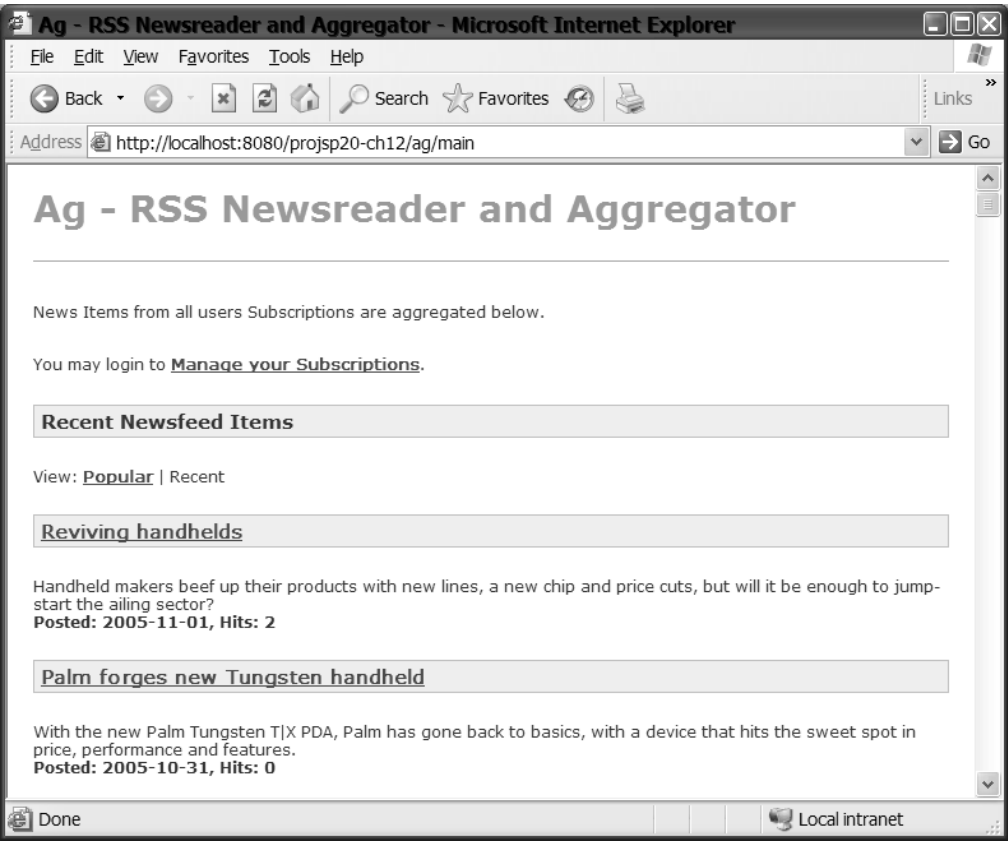 Ag - RSS Newsreader and Aggregator - Microsoft Internet Explorer
File Edit View Favorites Tools Help
Back Search Favorites Links »
Address http://localhost:8080/projsp20-ch12/ag/main Go
Ag - RSS Newsreader and Aggregator
News Items from all users Subscriptions are aggregated below.
You may login to Manage your Subscriptions.
Recent Newsfeed Items
View: Popular | Recent
Reviving handhelds
Handheld makers beef up their products with new lines, a new chip and price cuts, but will it be enough to jump-
start the ailing sector?
Posted: 2005-11-01, Hits: 2
Palm forges new Tungsten handheld
With the new Palm Tungsten T|X PDA, Palm has gone back to basics, with a device that hits the sweet spot in
price, performance and features.
Posted: 2005-10-31, Hits: 0
Done Local intranet